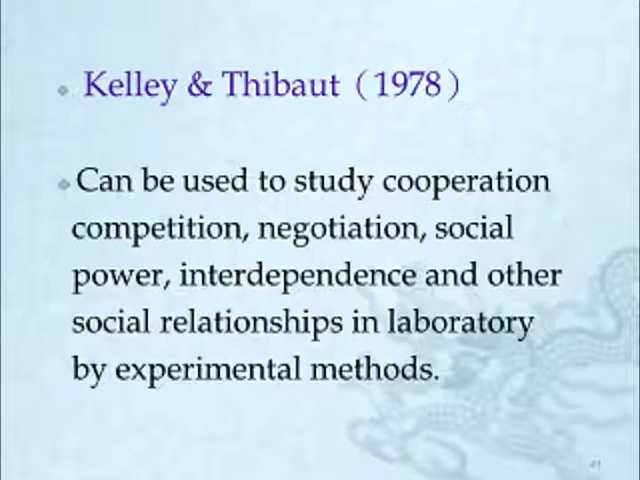 Kelley & Thibaut（1978）
Can be used to study cooperation
competition, negotiation, social
power, interdependence and other
social relationships in laboratory
by experimental methods.